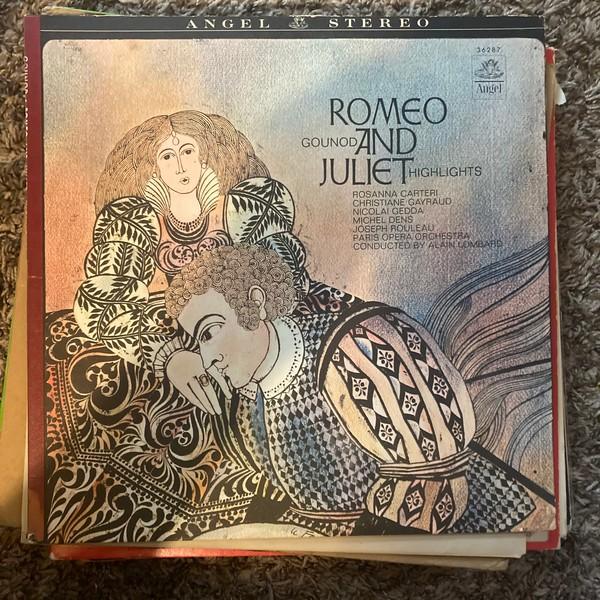 ANGEL STEREO
36287
Angel
ROMEO
GOUNOD AND
JULIET HIGHLIGHTS
ROSANNA CARTERI
CHRISTIANE GAYRAUD
NICOLAI GEDDA
MICHEL DENS
JOSEPH ROULEAU
PARIS OPERA ORCHESTRA
CONDUCTED BY ALAIN LOMBARD